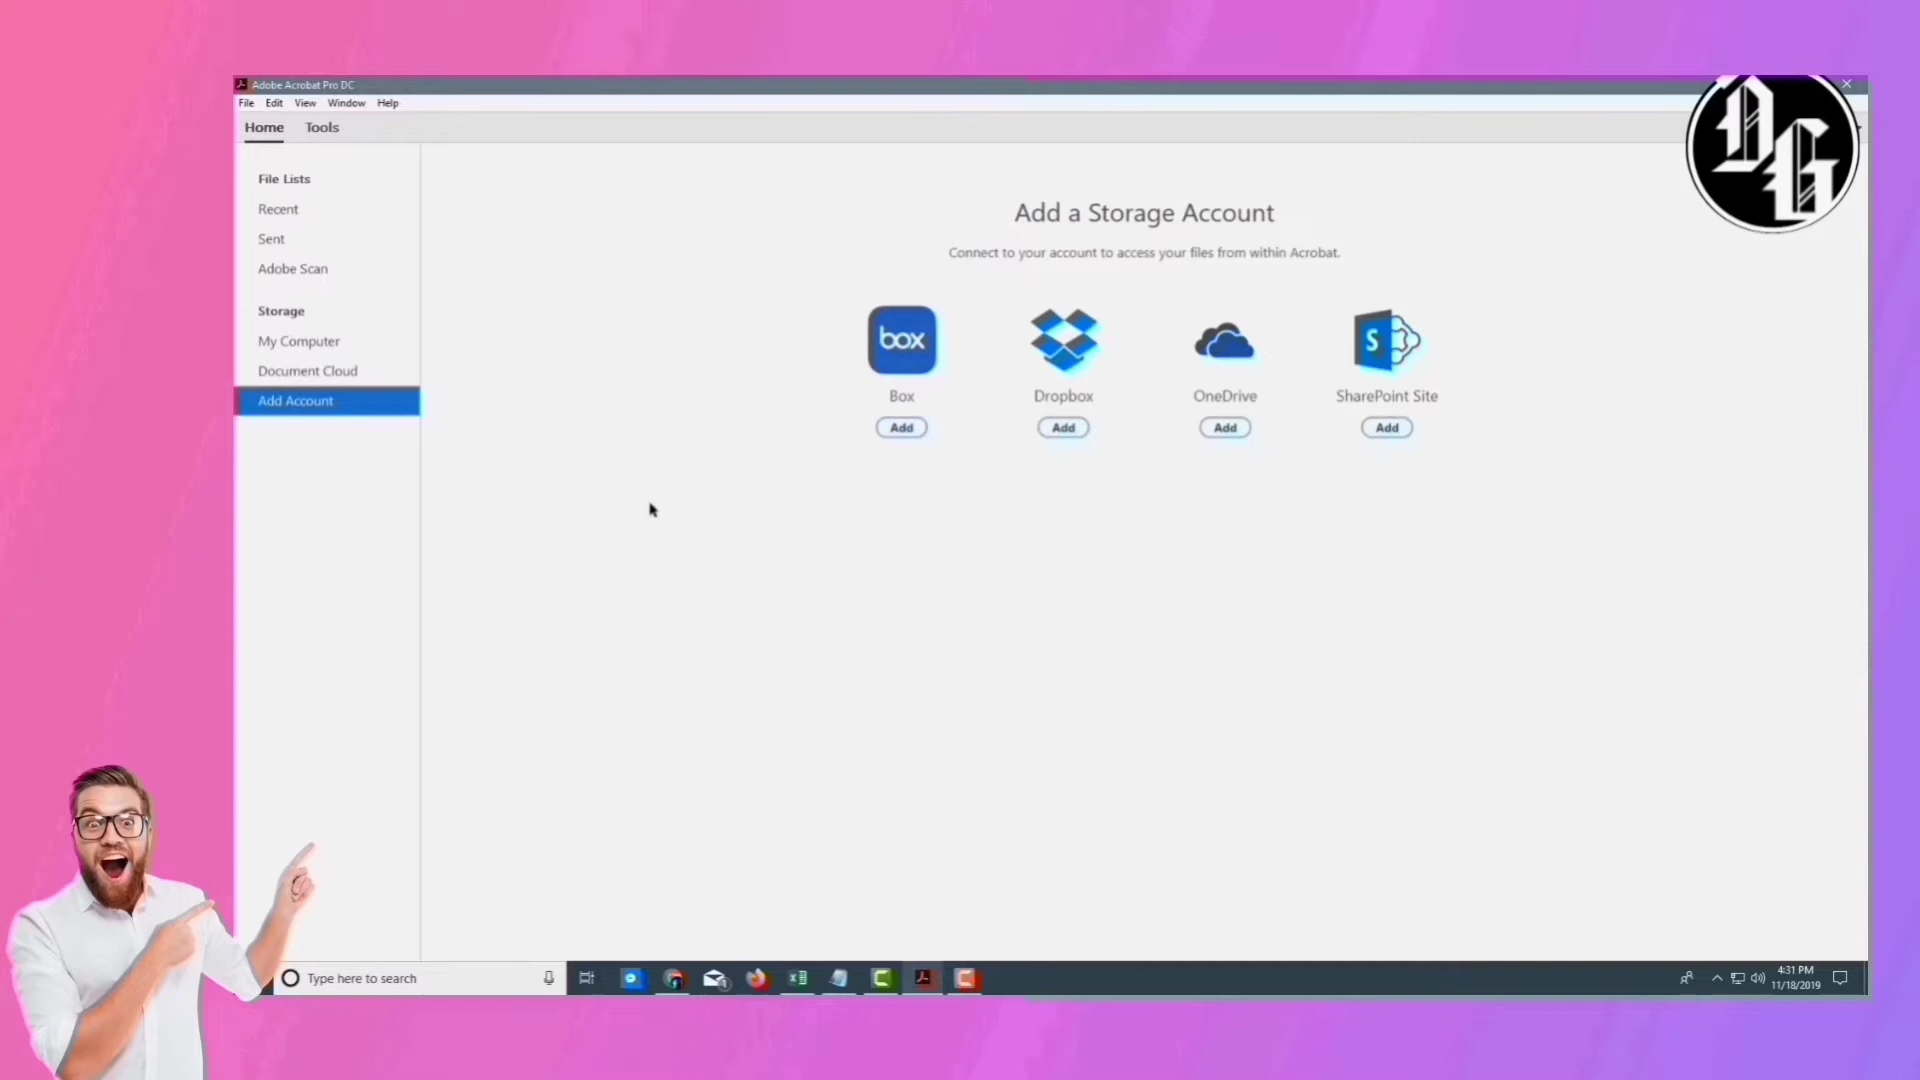 Adobe Acrobat Pro DC
File Edit View Window Help
Home Tools
DG
File Lists
Recent
Sent
Adobe Scan
Storage
My Computer
Document Cloud
Add Account
Add a Storage Account
Connect to your account to access your files from within Acrobat.
box
S
Box Dropbox OneDrive SharePoint Site
Add Add Add Add
Type here to search
4:31 PM
11/18/2019